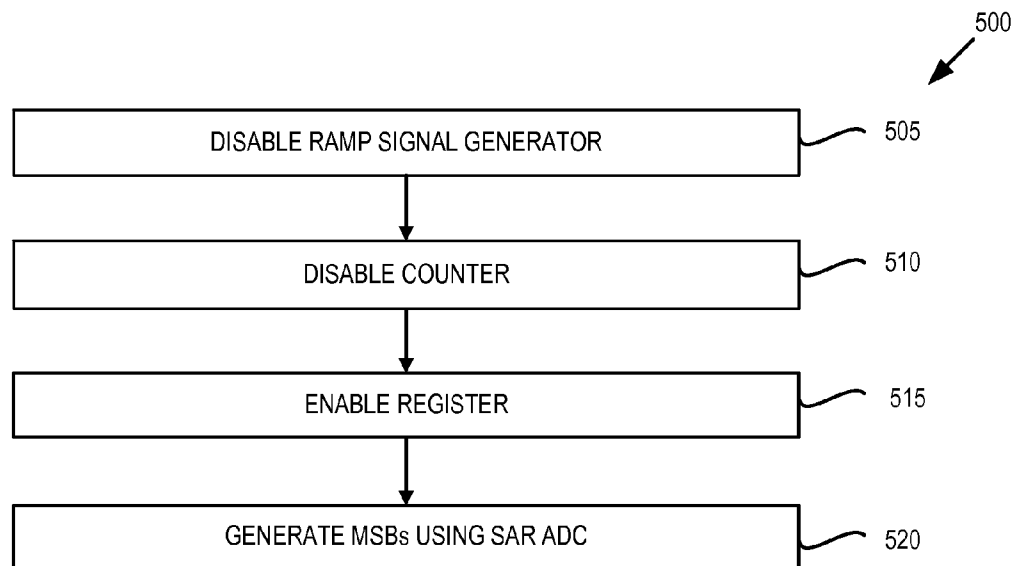 500
DISABLE RAMP SIGNAL GENERATOR
505
DISABLE COUNTER
510
ENABLE REGISTER
515
GENERATE MSBs USING SAR ADC
520